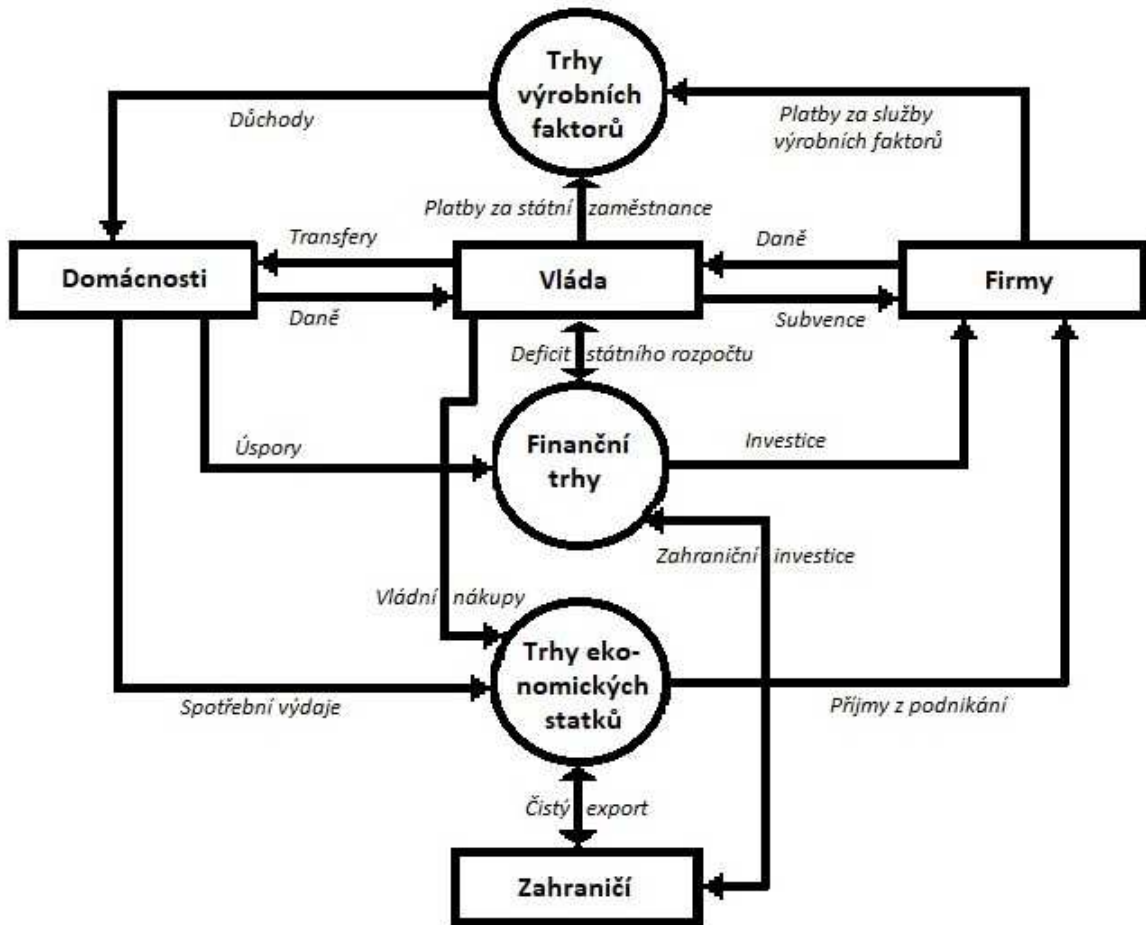 Trhy
výrobních
faktorů
Důchody
Platby za služby
výrobních faktorů
Platby za státní zaměstnance
Transfery
Daně
Domácnosti
Vláda
Firmy
Daně
Subvence
Deficit státního rozpočtu
Finanční
trhy
Úspory
Investice
Zahraniční investice
Vládní nákupy
Trhy eko-
nomických
statků
Spotřební výdaje
Příjmy z podnikání
Čistý export
Zahraničí